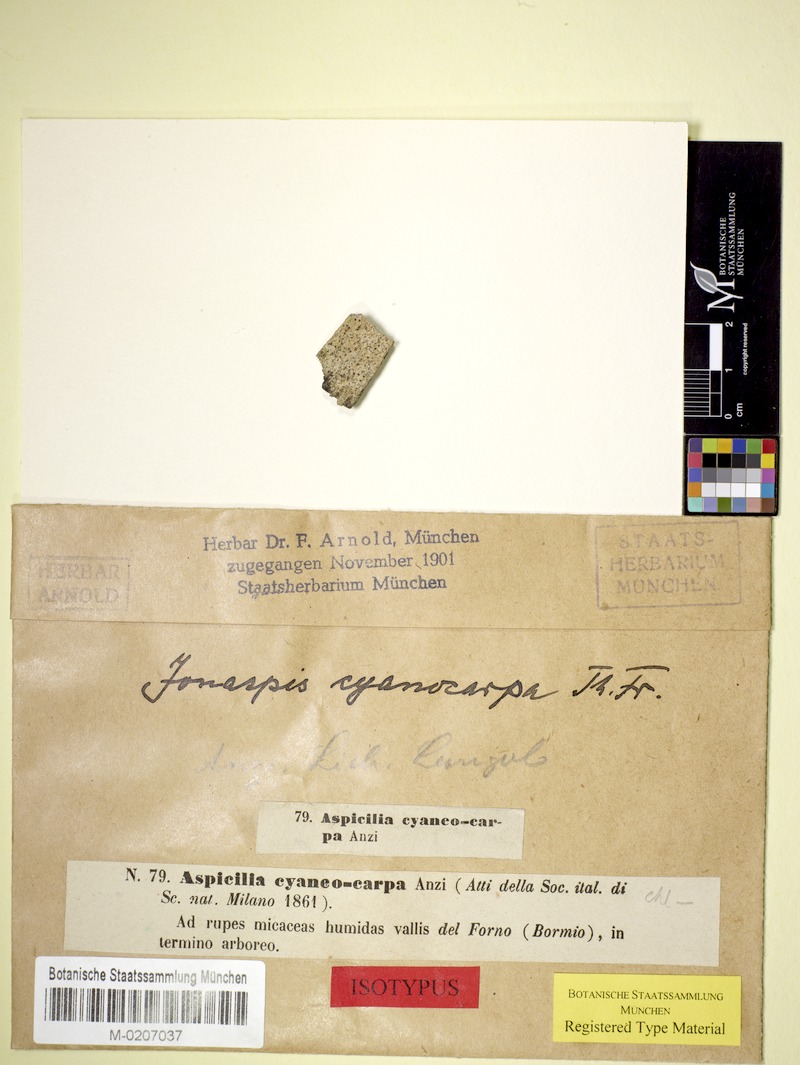 BOTANISCHE
STAATSSAMMLUNG
MÜNCHEN
0 1 2
cm
copyright reserved
HERBAR
ARNOLD
Herbar Dr. F. Arnold, München
zugegangen November 1901
Staatsherbarium München
STAATS-
HERBARIUM
MÜNCHEN
Jonaspis cyanocarpa Th. Fr.
Lich.
79. Aspicilia cyaneo-car-
pa Anzi
N. 79. Aspicilia cyaneo-carpa Anzi (Atti della Soc. ital. di
Sc. nat. Milano 1861).
Ad rupes micaceas humidas vallis del Forno (Bormio), in
termino arboreo.
Botanische Staatssammlung München
M-0207037
ISOTYPUS
BOTANISCHE STAATSSAMMLUNG
MÜNCHEN
Registered Type Material